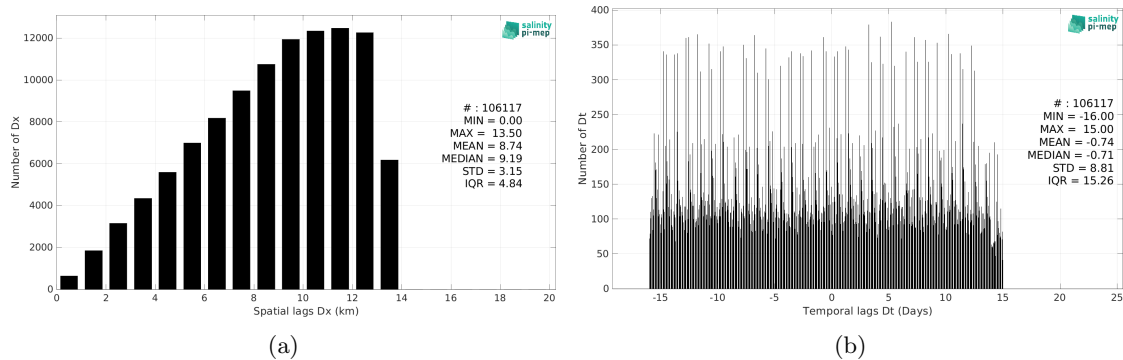 salinity
pi-mep
12000
10000
8000
6000
4000
2000
0
Number of Dx
# : 106117
MIN = 0.00
MAX = 13.50
MEAN = 8.74
MEDIAN = 9.19
STD = 3.15
IQR = 4.84
0 2 4 6 8 10 12 14 16 18 20
Spatial lags Dx (km)
(a)
salinity
pi-mep
400
350
300
250
200
150
100
50
0
Number of Dt
# : 106117
MIN = -16.00
MAX = 15.00
MEAN = -0.74
MEDIAN = -0.71
STD = 8.81
IQR = 15.26
-15 -10 -5 0 5 10 15 20 25
Temporal lags Dt (Days)
(b)